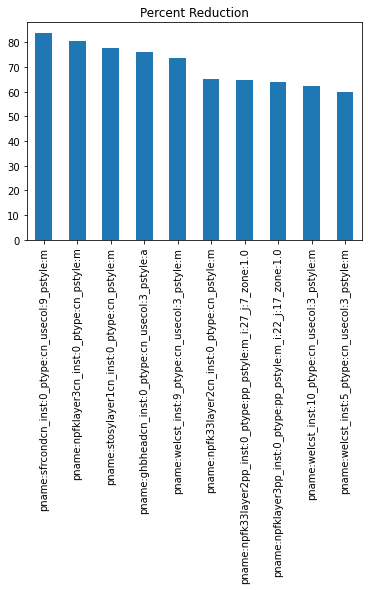 Percent Reduction
80
70
60
50
40
30
20
10
0
pname:sfrcondcn_inst:0_ptype:cn_usecol:9_pstyle:m
pname:npfklayer3cn_inst:0_ptype:cn_pstyle:m
pname:stosylayer1cn_inst:0_ptype:cn_pstyle:m
pname:ghbheadcn_inst:0_ptype:cn_usecol:3_pstyle:a
pname:welcst_inst:9_ptype:cn_usecol:3_pstyle:m
pname:npfk33layer2cn_inst:0_ptype:cn_pstyle:m
pname:npfk33layer2pp_inst:0_ptype:pp_pstyle:m_i:27_j:7_zone:1.0
pname:npfklayer3pp_inst:0_ptype:pp_pstyle:m_i:22_j:17_zone:1.0
pname:welcst_inst:10_ptype:cn_usecol:3_pstyle:m
pname:welcst_inst:5_ptype:cn_usecol:3_pstyle:m